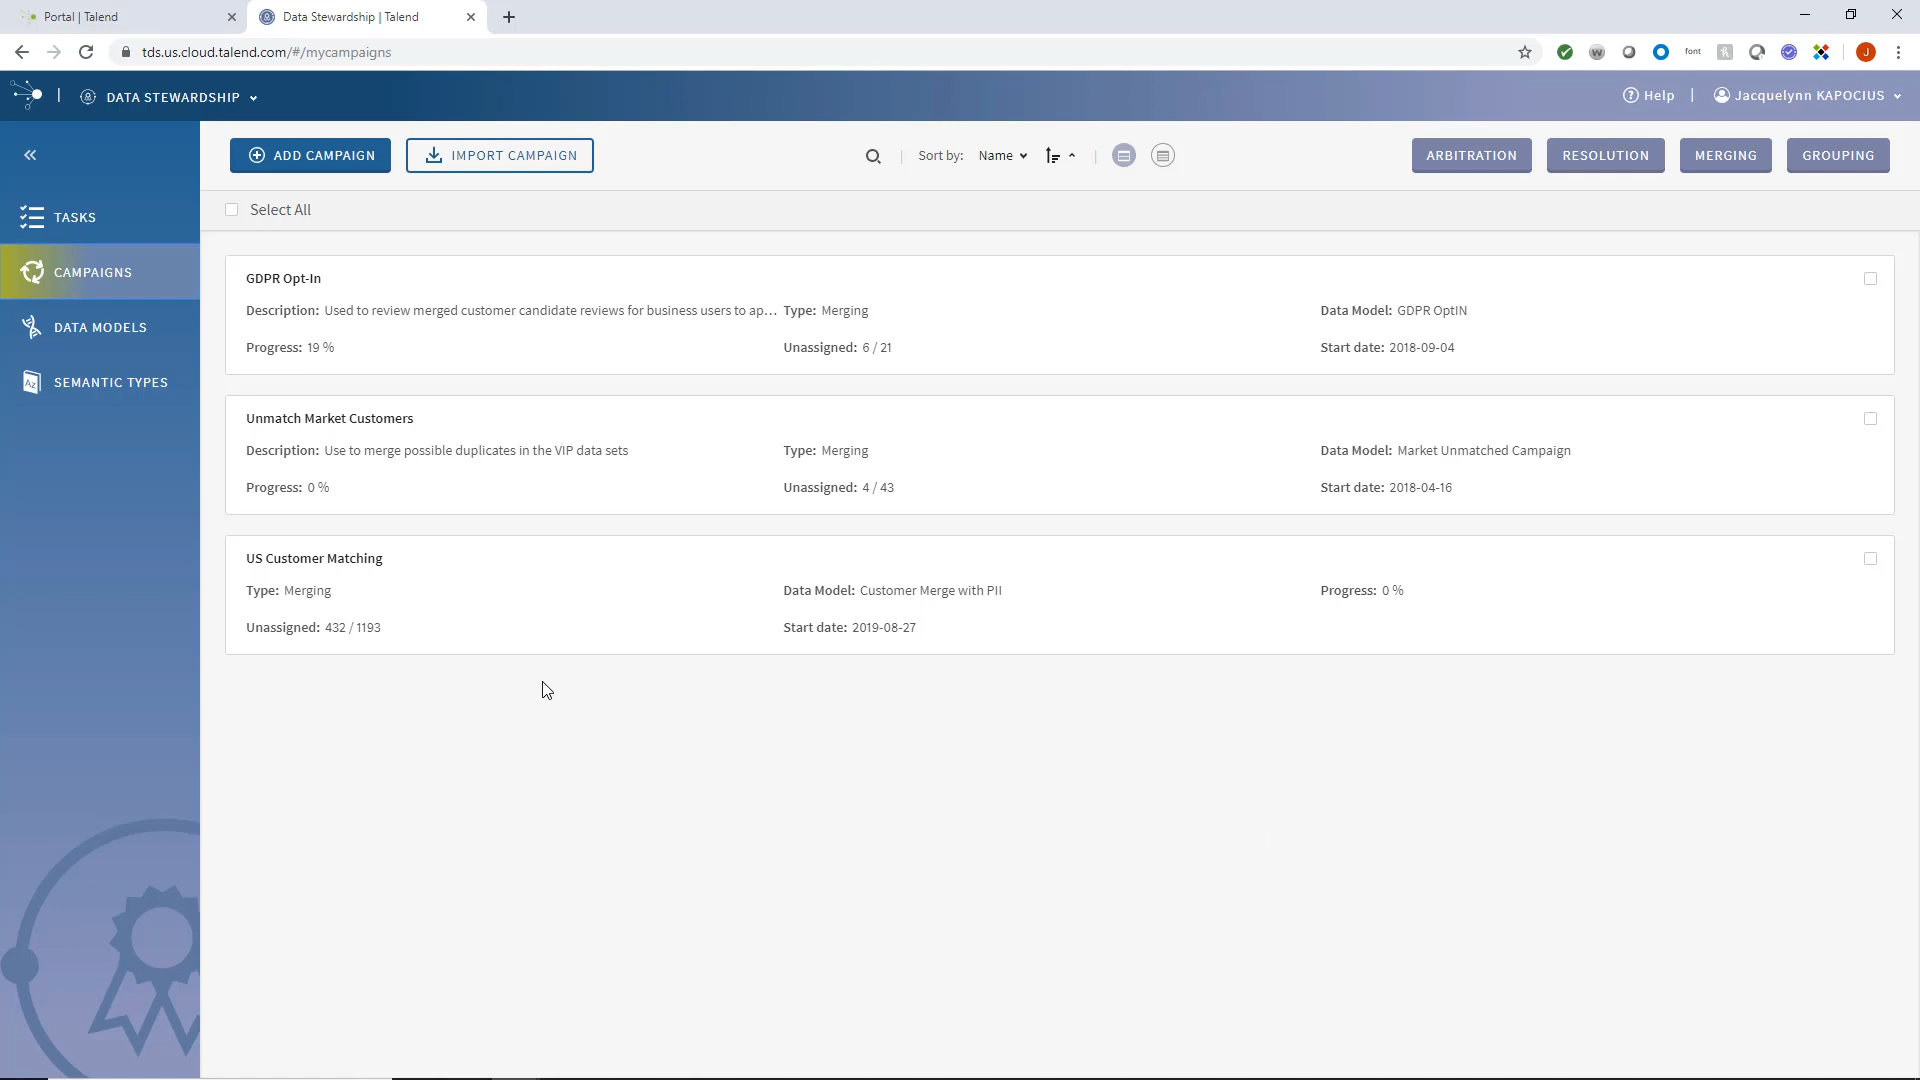 Portal | Talend
Data Stewardship | Talend
tds.us.cloud.talend.com/#/mycampaigns
font
J
DATA STEWARDSHIP
Help
Jacquelynn KAPOCIUS
ADD CAMPAIGN
IMPORT CAMPAIGN
Sort by: Name
ARBITRATION
RESOLUTION
MERGING
GROUPING
TASKS
CAMPAIGNS
DATA MODELS
SEMANTIC TYPES
Select All
GDPR Opt-In
Description: Used to review merged customer candidate reviews for business users to ap... Type: Merging Data Model: GDPR OptIN
Progress: 19 % Unassigned: 6 / 21 Start date: 2018-09-04
Unmatch Market Customers
Description: Use to merge possible duplicates in the VIP data sets Type: Merging Data Model: Market Unmatched Campaign
Progress: 0 % Unassigned: 4 / 43 Start date: 2018-04-16
US Customer Matching
Type: Merging Data Model: Customer Merge with PII Progress: 0 %
Unassigned: 432 / 1193 Start date: 2019-08-27